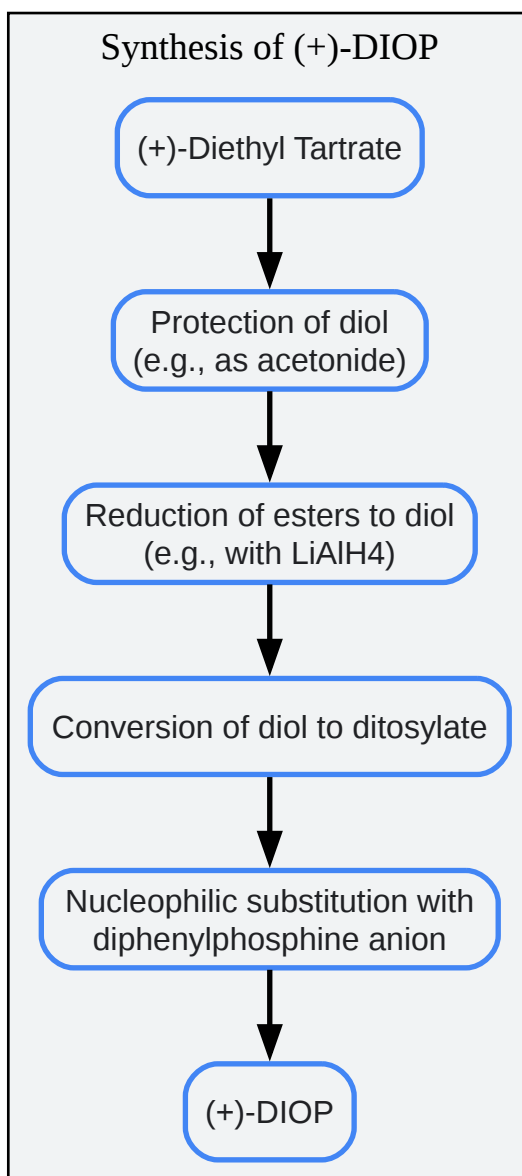 Synthesis of (+)-DIOP
(+)-Diethyl Tartrate
Protection of diol
(e.g., as acetonide)
Reduction of esters to diol
(e.g., with LiAlH4)
Conversion of diol to ditosylate
Nucleophilic substitution with
diphenylphosphine anion
(+)-DIOP